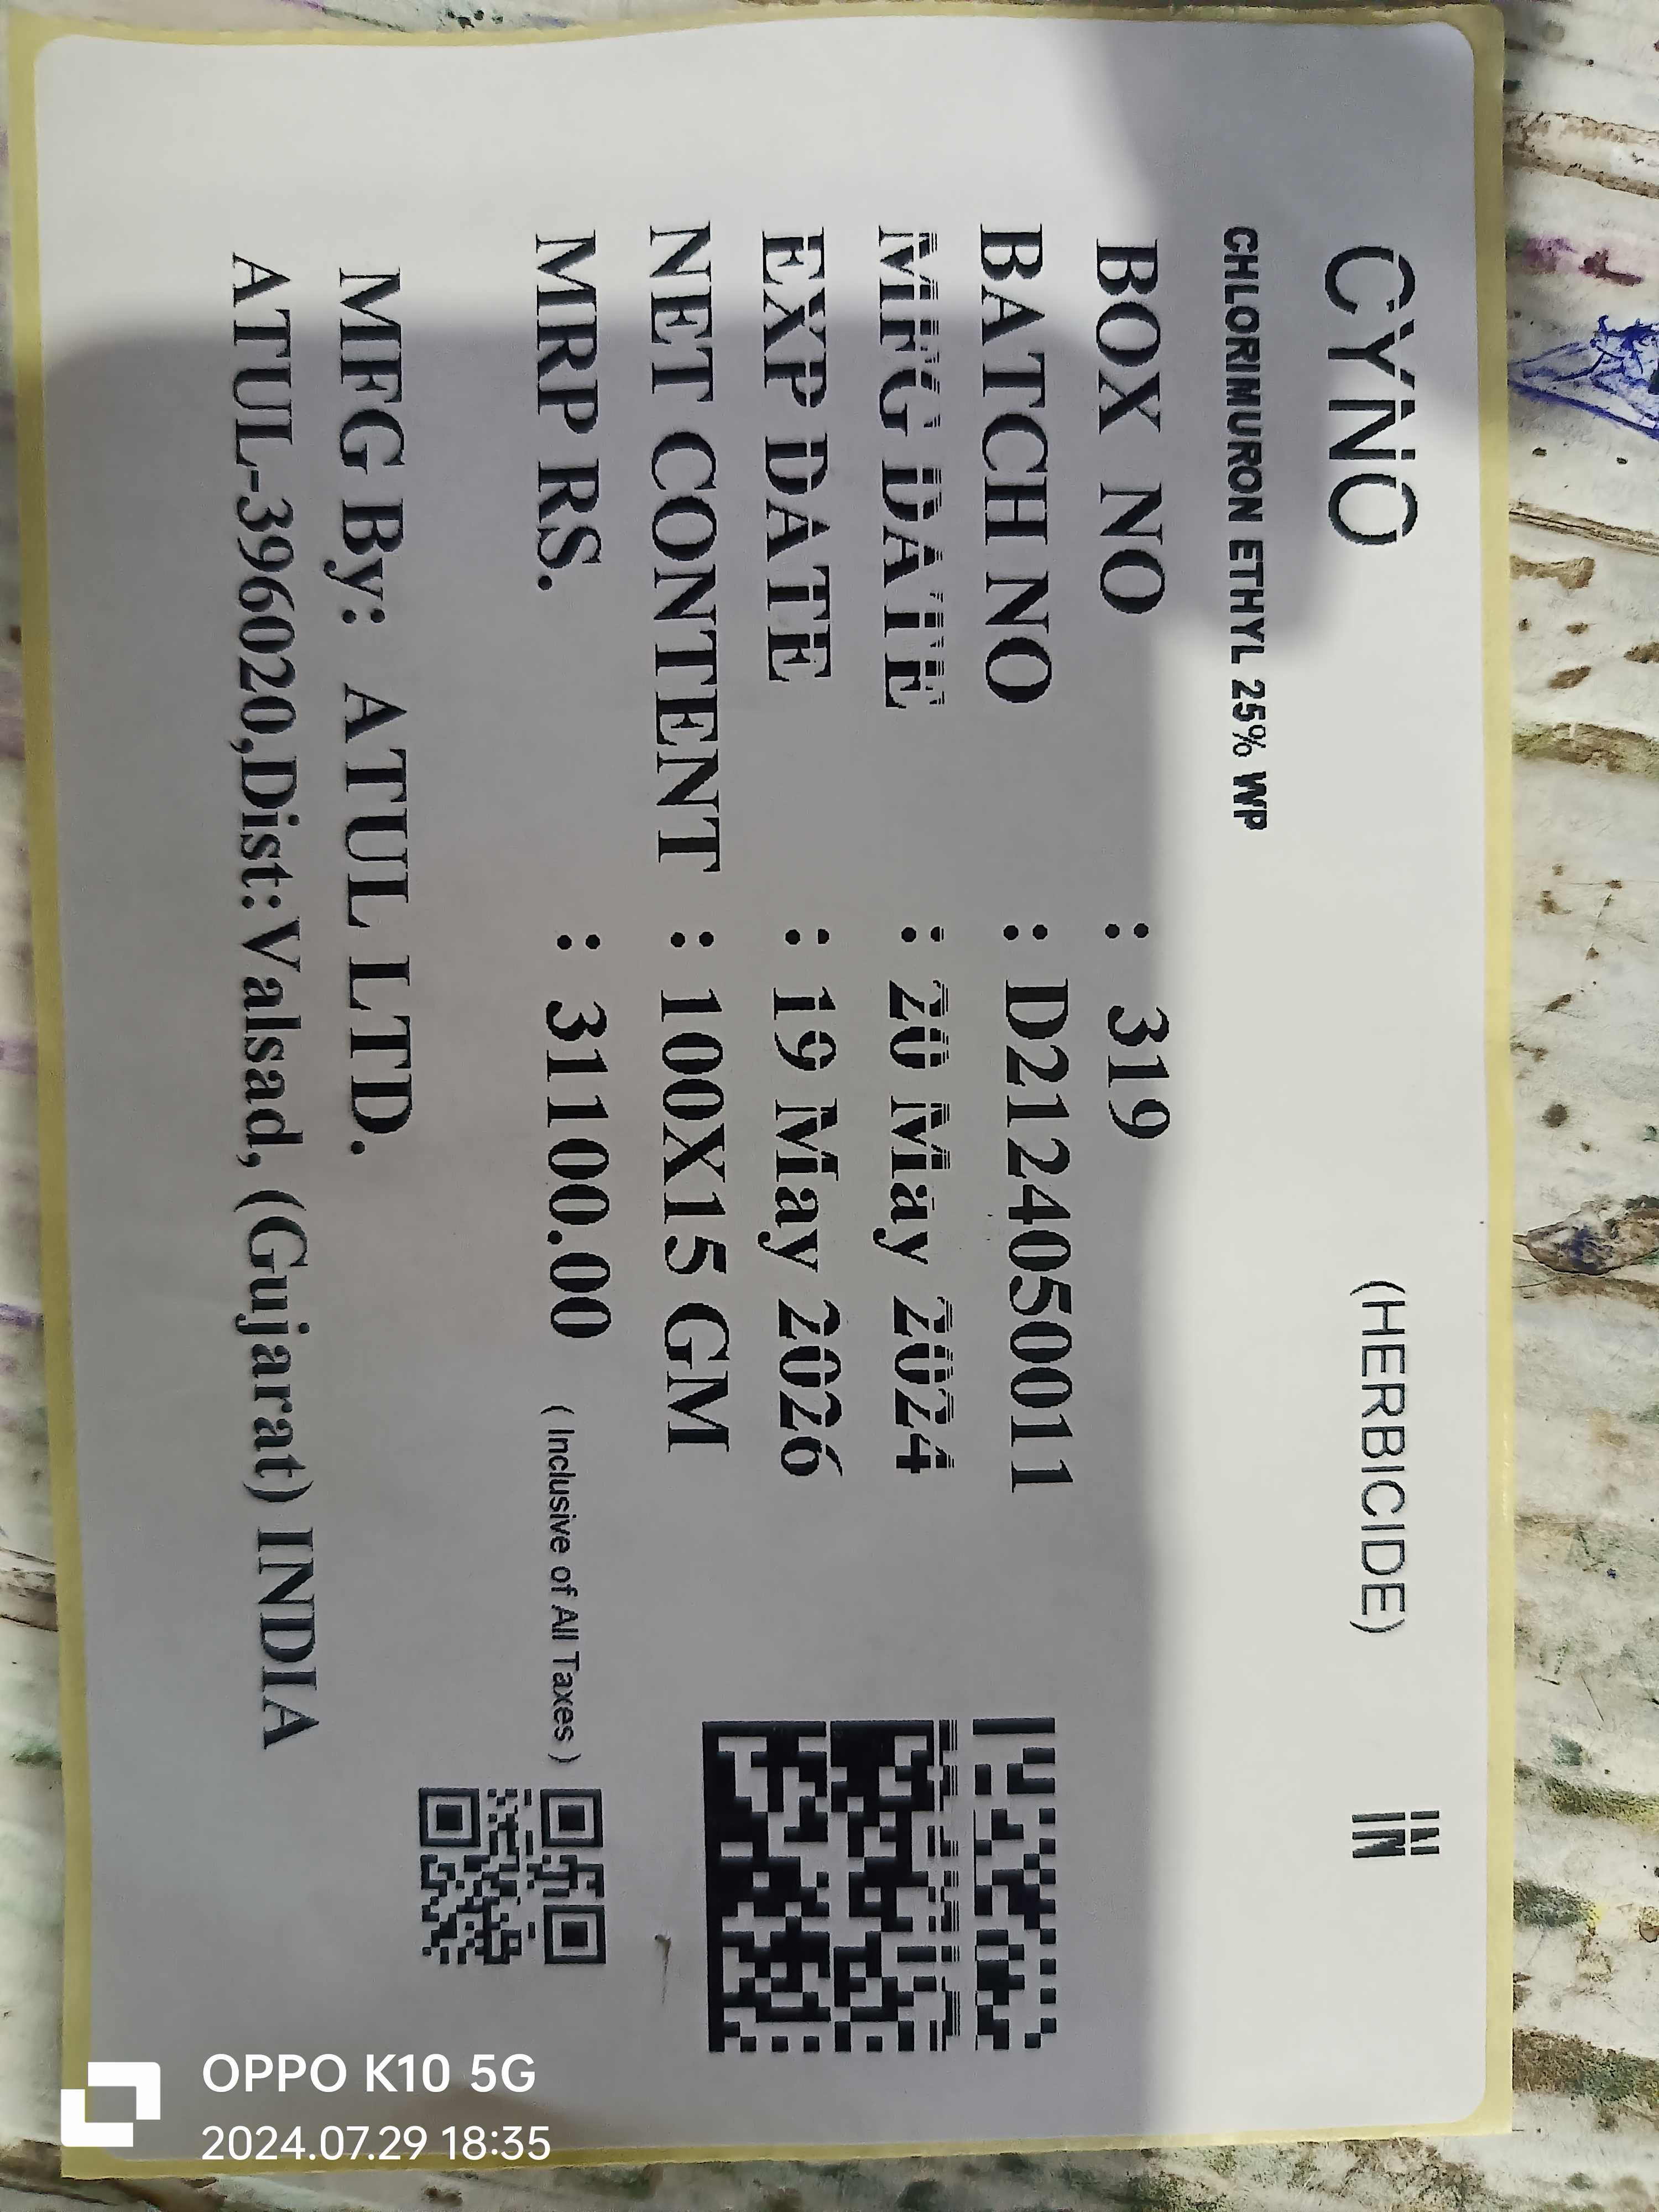 CYNO (HERBICIDE) IN
CHLORIMURON ETHYL 25% WP
BOX NO : 319
BATCH NO : D2124050011
MFG DATE : 20 May 2024
EXP DATE : 19 May 2026
NET CONTENT : 100X15 GM
MRP RS. : 31100.00 ( Inclusive of All Taxes )
MFG By: ATUL LTD.
ATUL-396020,Dist:Valsad, (Gujarat) INDIA
OPPO K10 5G
2024.07.29 18:35